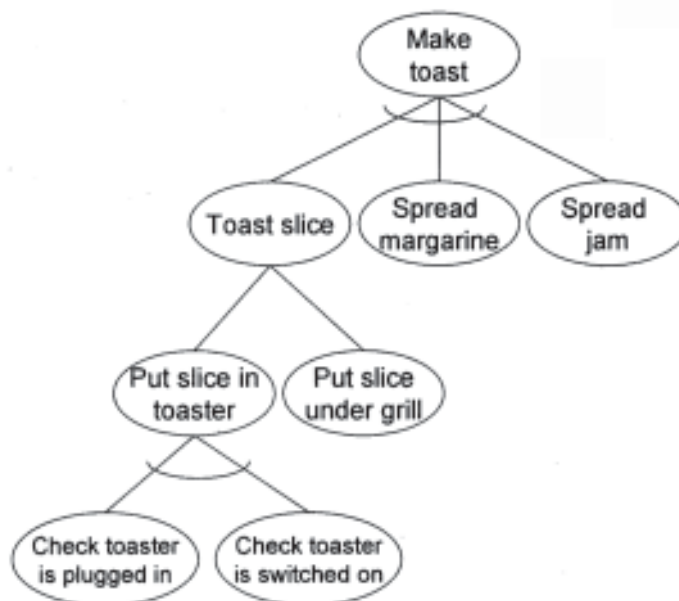 Make
toast
Toast slice
Spread
margarine
Spread
jam
Put slice in
toaster
Put slice
under grill
Check toaster
is plugged in
Check toaster
is switched on